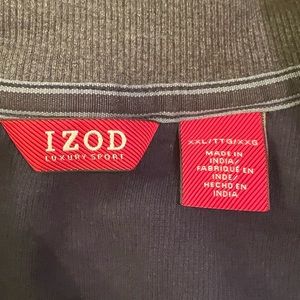 IZOD
LUXURY SPORT
XXL/TTG/XXG
MADE IN
INDIA/
FABRIQUÉ EN
INDE/
HECHO EN
INDIA